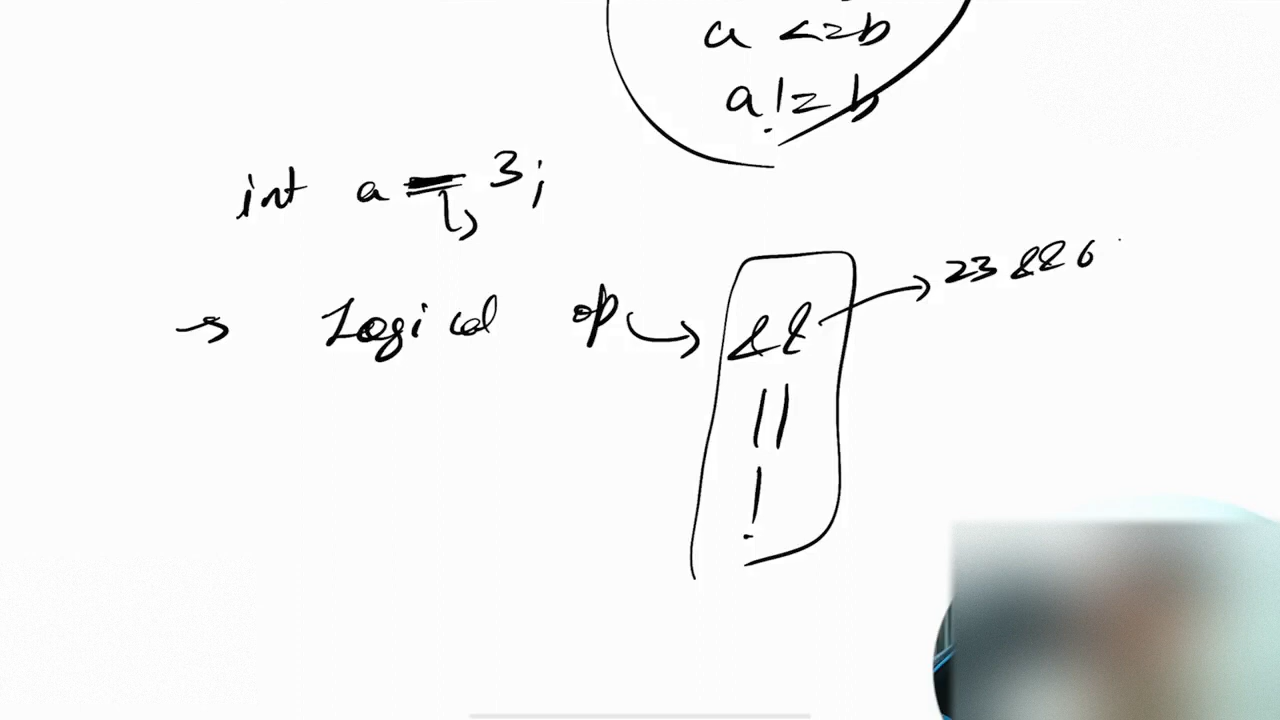 a <=b
a != b
int a = 3;
→ Logical op → && → 23 && 6
||
!